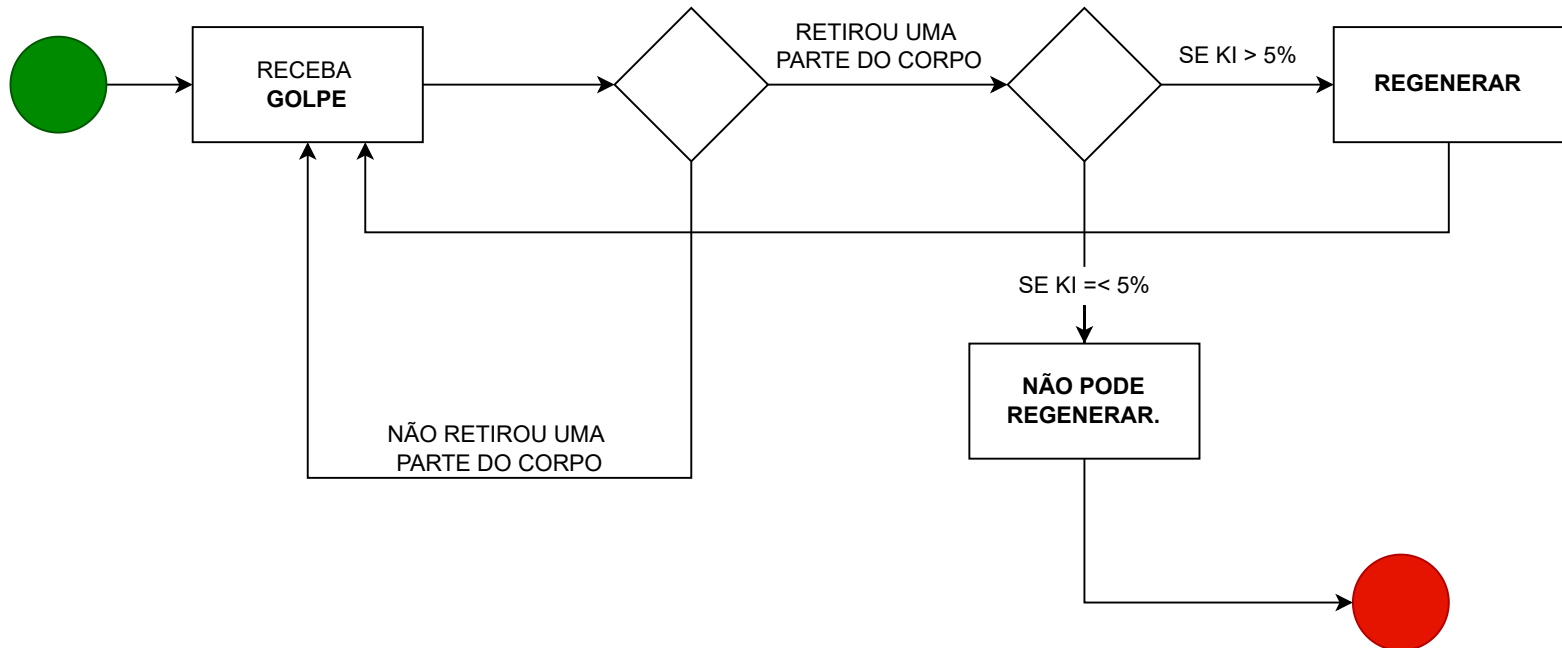 RECEBA
GOLPE
RETIROU UMA
PARTE DO CORPO
SE KI > 5%
REGENERAR
SE KI =< 5%
NÃO PODE
REGENERAR.
NÃO RETIROU UMA
PARTE DO CORPO